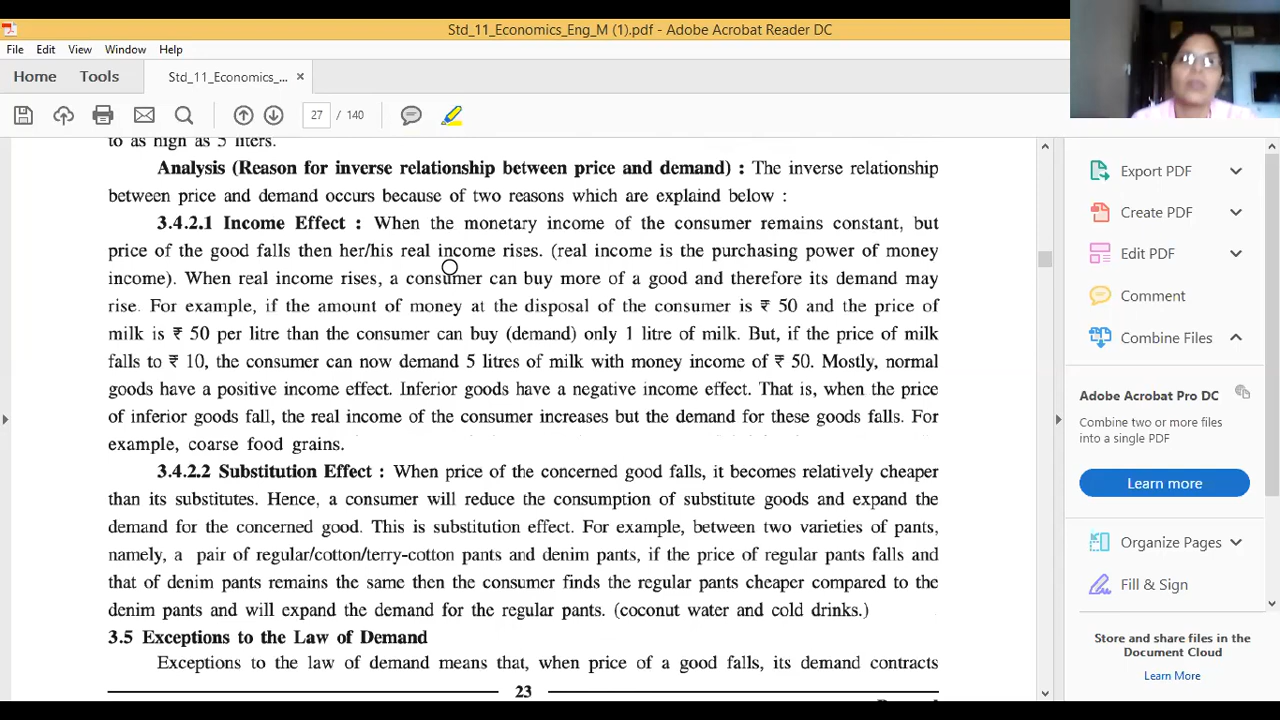 Std_11_Economics_Eng_M (1).pdf - Adobe Acrobat Reader DC
File Edit View Window Help
Home Tools Std_11_Economics_... ×
27 / 140
to as high as 5 liters.
Analysis (Reason for inverse relationship between price and demand) : The inverse relationship
between price and demand occurs because of two reasons which are explaind below :
3.4.2.1 Income Effect : When the monetary income of the consumer remains constant, but
price of the good falls then her/his real income rises. (real income is the purchasing power of money
income). When real income rises, a consumer can buy more of a good and therefore its demand may
rise. For example, if the amount of money at the disposal of the consumer is ₹ 50 and the price of
milk is ₹ 50 per litre than the consumer can buy (demand) only 1 litre of milk. But, if the price of milk
falls to ₹ 10, the consumer can now demand 5 litres of milk with money income of ₹ 50. Mostly, normal
goods have a positive income effect. Inferior goods have a negative income effect. That is, when the price
of inferior goods fall, the real income of the consumer increases but the demand for these goods falls. For
example, coarse food grains.
3.4.2.2 Substitution Effect : When price of the concerned good falls, it becomes relatively cheaper
than its substitutes. Hence, a consumer will reduce the consumption of substitute goods and expand the
demand for the concerned good. This is substitution effect. For example, between two varieties of pants,
namely, a pair of regular/cotton/terry-cotton pants and denim pants, if the price of regular pants falls and
that of denim pants remains the same then the consumer finds the regular pants cheaper compared to the
denim pants and will expand the demand for the regular pants. (coconut water and cold drinks.)
3.5 Exceptions to the Law of Demand
Exceptions to the law of demand means that, when price of a good falls, its demand contracts
23
Export PDF
Create PDF
Edit PDF
Comment
Combine Files
Adobe Acrobat Pro DC
Combine two or more files
into a single PDF
Learn more
Organize Pages
Fill & Sign
Store and share files in the
Document Cloud
Learn More